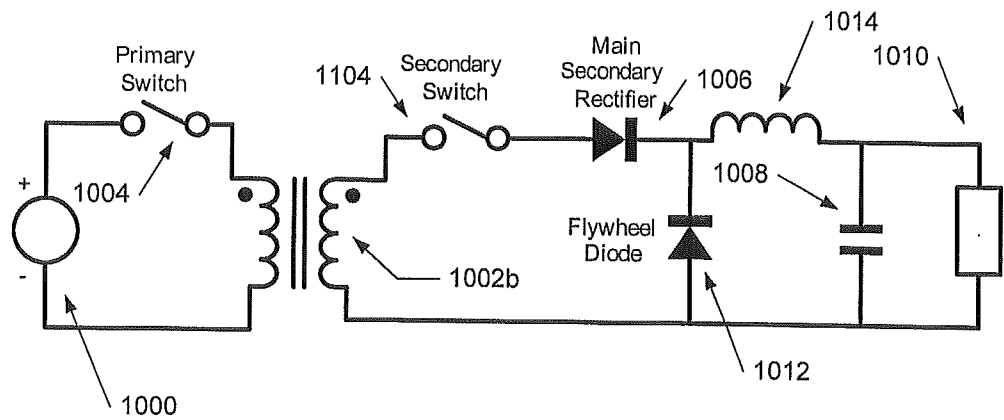 1014
Main
Secondary
Rectifier
1010
Primary
Switch
1104
Secondary
Switch
1006
1004
1008
+
-
Flywheel
Diode
1002b
1012
1000